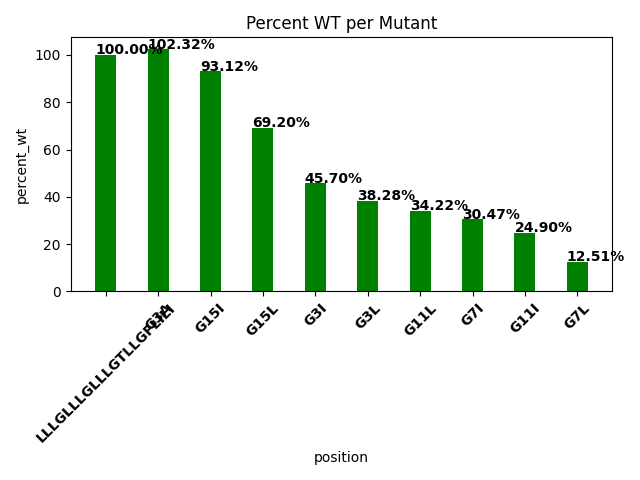 Percent WT per Mutant
100.00%
102.32%
93.12%
69.20%
45.70%
38.28%
34.22%
30.47%
24.90%
12.51%
percent_wt
100
80
60
40
20
0
G3A
G15I
G15L
G3I
G3L
G11L
G7I
G11I
G7L
position